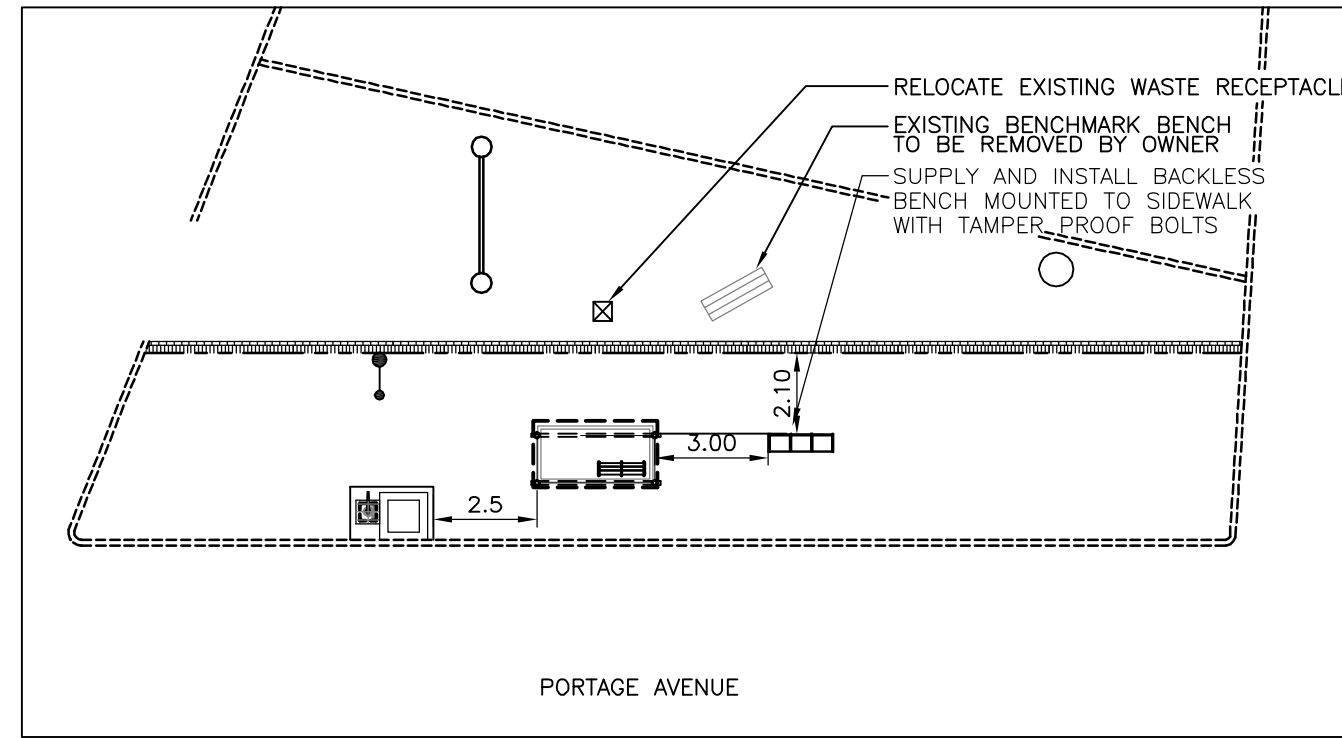 RELOCATE EXISTING WASTE RECEPTACLE
EXISTING BENCHMARK BENCH
TO BE REMOVED BY OWNER
SUPPLY AND INSTALL BACKLESS
BENCH MOUNTED TO SIDEWALK
WITH TAMPER PROOF BOLTS
2.10
3.00
2.5
PORTAGE AVENUE